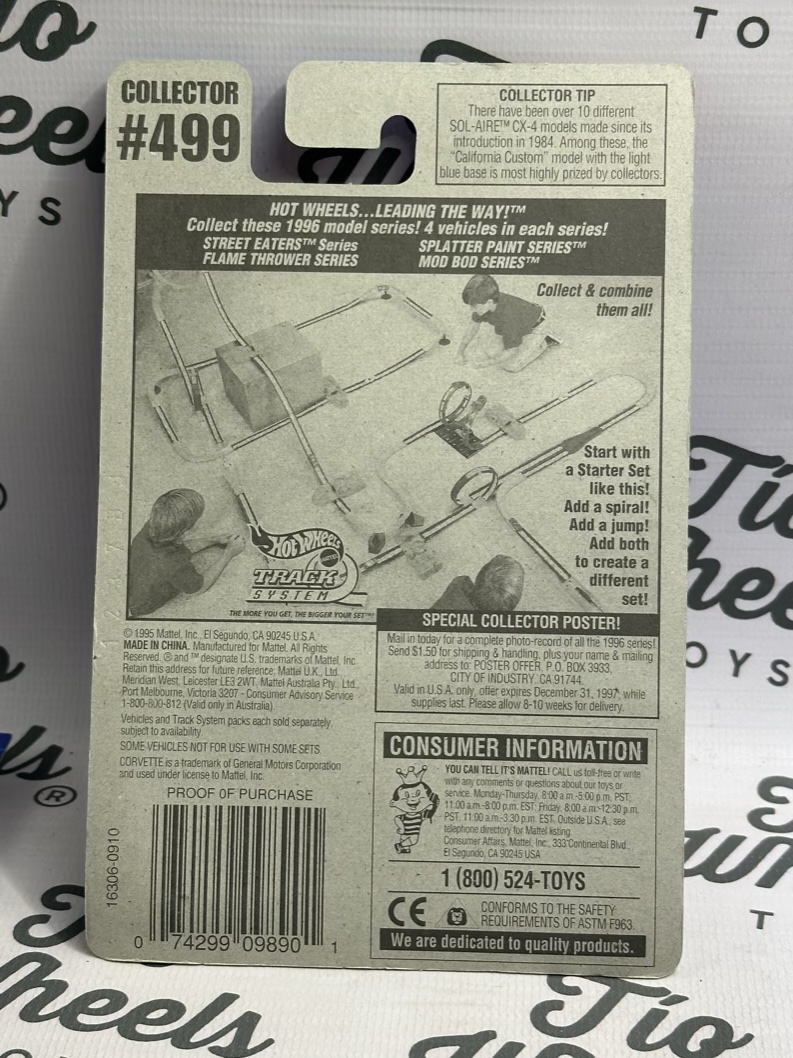 COLLECTOR
#499
COLLECTOR TIP
There have been over 10 different
SOL-AIRE™ CX-4 models made since its
introduction in 1984. Among these, the
"California Custom" model with the light
blue base is most highly prized by collectors.
HOT WHEELS...LEADING THE WAY!™
Collect these 1996 model series! 4 vehicles in each series!
STREET EATERS™ Series
SPLATTER PAINT SERIES™
FLAME THROWER SERIES
MOD BOD SERIES™
Collect & combine
them all!
Start with
a Starter Set
like this!
Add a spiral!
Add a jump!
Add both
to create a
different
set!
Hot Wheels
TRACK
SYSTEM
THE MORE YOU GET, THE BIGGER YOUR SET™!
© 1995 Mattel, Inc., El Segundo, CA 90245 U.S.A.
MADE IN CHINA. Manufactured for Mattel. All Rights
Reserved. ® and ™ designate U.S. trademarks of Mattel, Inc.
Retain this address for future reference: Mattel U.K., Ltd.,
Meridian West, Leicester LE3 2WT. Mattel Australia Pty., Ltd.,
Port Melbourne, Victoria 3207 - Consumer Advisory Service
1-800-800-812 (Valid only in Australia).
Vehicles and Track System packs each sold separately,
subject to availability.
SOME VEHICLES NOT FOR USE WITH SOME SETS.
CORVETTE is a trademark of General Motors Corporation
and used under license to Mattel, Inc.
PROOF OF PURCHASE
16306-0910
0 74299 09890 1
SPECIAL COLLECTOR POSTER!
Mail in today for a complete photo-record of all the 1996 series!
Send $1.50 for shipping & handling, plus your name & mailing
address to: POSTER OFFER, P.O. BOX 3933,
CITY OF INDUSTRY, CA 91744.
Valid in U.S.A. only, offer expires December 31, 1997, while
supplies last. Please allow 8-10 weeks for delivery.
CONSUMER INFORMATION
YOU CAN TELL IT'S MATTEL! CALL us toll-free or write
with any comments or questions about our toys or
service. Monday-Thursday, 8:00 a.m.-5:00 p.m. PST,
11:00 a.m.-8:00 p.m. EST; Friday, 8:00 a.m.-12:30 p.m.
PST, 11:00 a.m.-3:30 p.m. EST. Outside U.S.A., see
telephone directory for Mattel listing.
Consumer Affairs, Mattel, Inc., 333 Continental Blvd.,
El Segundo, CA 90245 USA
1 (800) 524-TOYS
CE
CONFORMS TO THE SAFETY
REQUIREMENTS OF ASTM F963.
We are dedicated to quality products.
Tio
Wheels